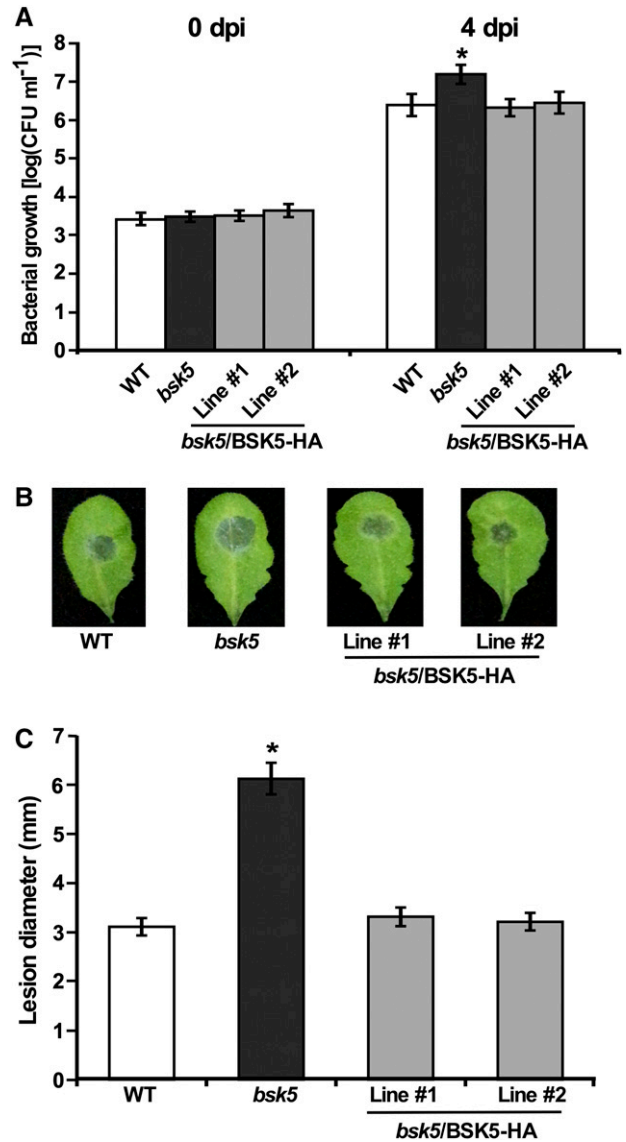 A
0 dpi 4 dpi
Bacterial growth [log(CFU ml⁻¹)]
8
7
6
5
4
3
2
1
0
*
WT bsk5 Line #1 Line #2 WT bsk5 Line #1 Line #2
bsk5/BSK5-HA bsk5/BSK5-HA
B
WT bsk5 Line #1 Line #2
bsk5/BSK5-HA
C
Lesion diameter (mm)
7
6
5
4
3
2
1
0
*
WT bsk5 Line #1 Line #2
bsk5/BSK5-HA